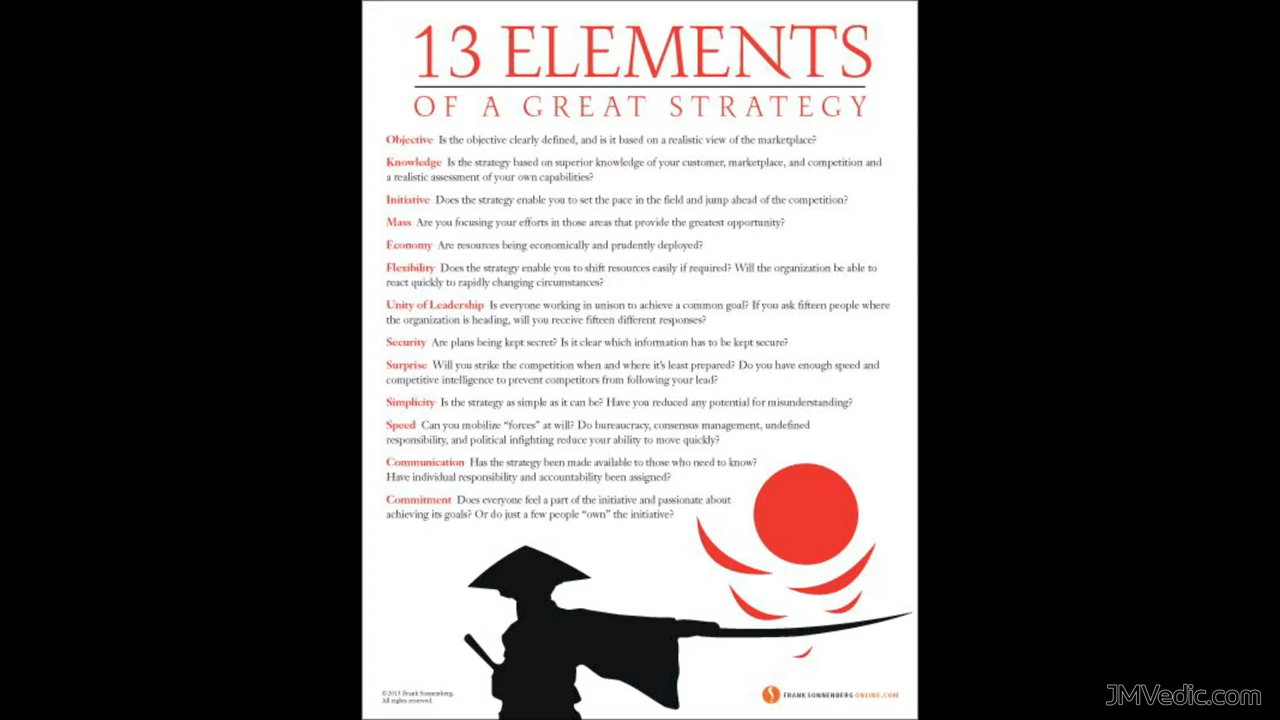 13 ELEMENTS
OF A GREAT STRATEGY
Objective Is the objective clearly defined, and is it based on a realistic view of the marketplace?
Knowledge Is the strategy based on superior knowledge of your customer, marketplace, and competition and
a realistic assessment of your own capabilities?
Initiative Does the strategy enable you to set the pace in the field and jump ahead of the competition?
Mass Are you focusing your efforts in those areas that provide the greatest opportunity?
Economy Are resources being economically and prudently deployed?
Flexibility Does the strategy enable you to shift resources easily if required? Will the organization be able to
react quickly to rapidly changing circumstances?
Unity of Leadership Is everyone working in unison to achieve a common goal? If you ask fifteen people where
the organization is heading, will you receive fifteen different responses?
Security Are plans being kept secret? Is it clear which information has to be kept secure?
Surprise Will you strike the competition when and where it's least prepared? Do you have enough speed and
competitive intelligence to prevent competitors from following your lead?
Simplicity Is the strategy as simple as it can be? Have you reduced any potential for misunderstanding?
Speed Can you mobilize “forces” at will? Do bureaucracy, consensus management, undefined
responsibility, and political infighting reduce your ability to move quickly?
Communication Has the strategy been made available to those who need to know?
Have individual responsibility and accountability been assigned?
Commitment Does everyone feel a part of the initiative and passionate about
achieving its goals? Or do just a few people “own” the initiative?
©2013 Frank Sonnenberg.
All rights reserved.
FRANKSONNENBERGONLINE.COM
JMVedic.com